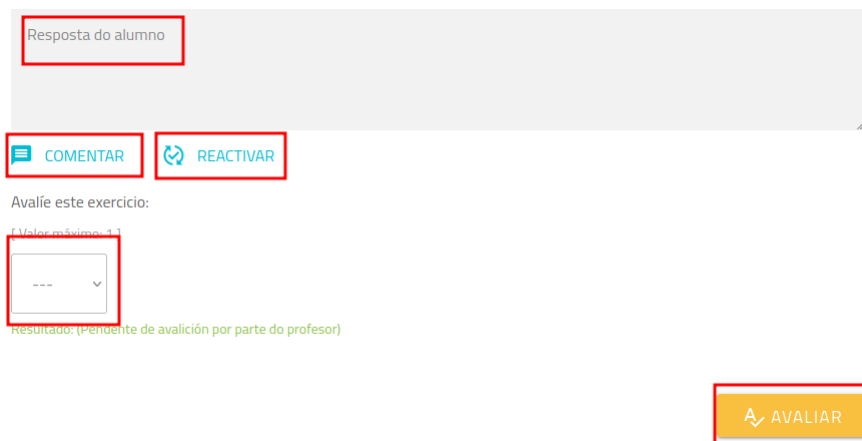 Resposta do alumno
COMENTAR REACTIVAR
Avalíe este exercicio:
[ Valor máximo: 1 ]
---
Resultado: (Pendente de avalición por parte do profesor)
AVALIAR